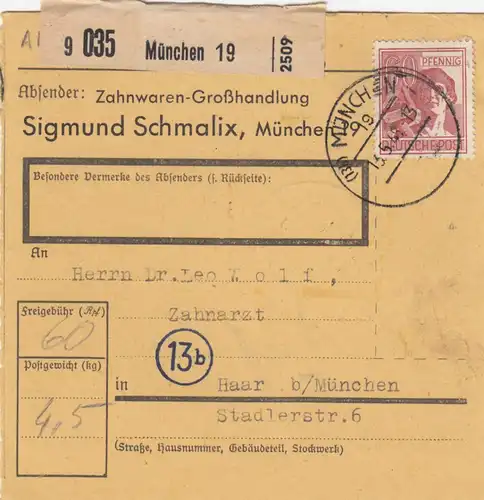 9 035 München 19 2509
60 PFENNIG
DEUTSCHE POST
(13b) MÜNCHEN
Absender: Zahnwaren-Großhandlung
Sigmund Schmalix, München
Besondere Vermerke des Absenders (s. Rückseite):
An
Herrn Dr.Leo Wolf,
Zahnarzt
Freigebühr (Rpf)
60
13b
Postgewicht (kg)
in Haar b/München
4,5
Stadlerstr.6
(Straße, Hausnummer, Gebäudeteil, Stockwerk)